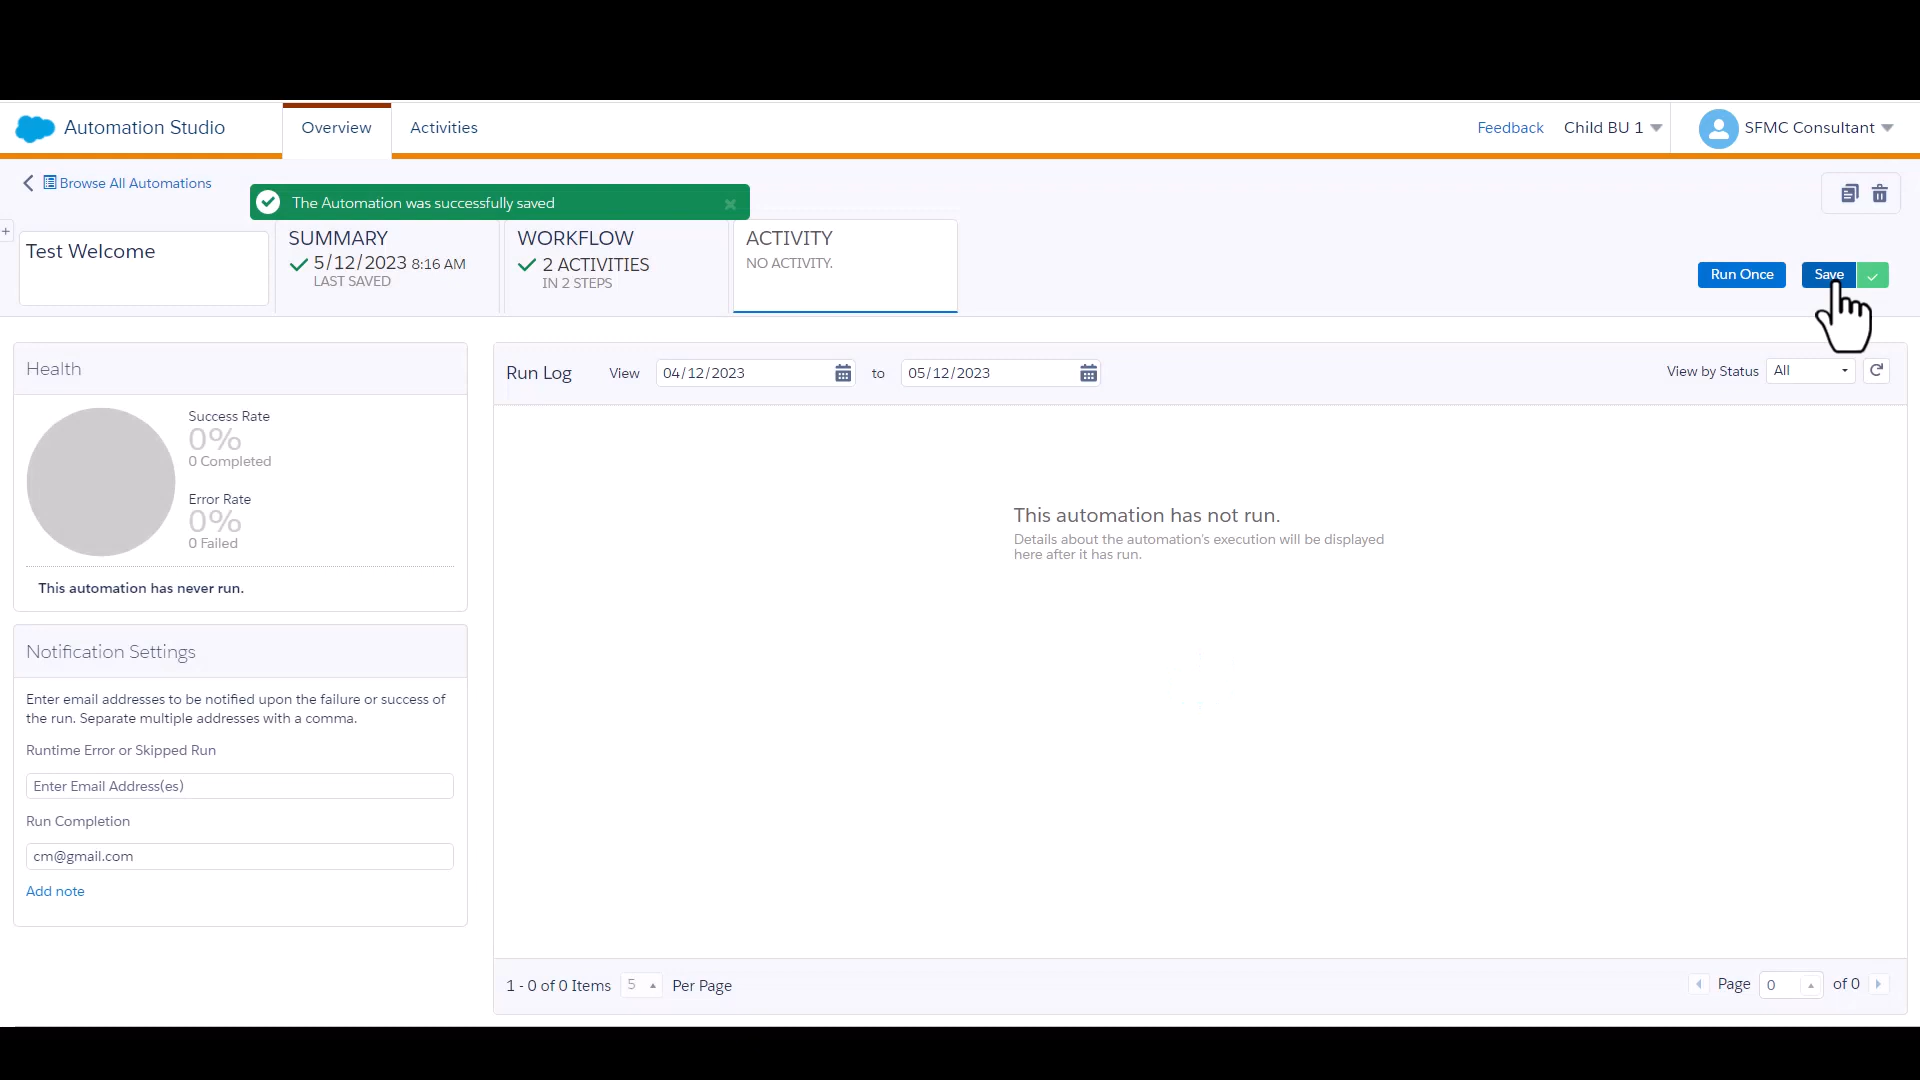 Automation Studio
Overview
Activities
Feedback
Child BU 1
SFMC Consultant
Browse All Automations
The Automation was successfully saved
×
+
Test Welcome
SUMMARY
5/12/2023 8:16 AM
LAST SAVED
WORKFLOW
2 ACTIVITIES
IN 2 STEPS
ACTIVITY
NO ACTIVITY.
Run Once
Save
Health
Success Rate
0%
0 Completed
Error Rate
0%
0 Failed
This automation has never run.
Notification Settings
Enter email addresses to be notified upon the failure or success of
the run. Separate multiple addresses with a comma.
Runtime Error or Skipped Run
Enter Email Address(es)
Run Completion
cm@gmail.com
Add note
Run Log
View
04/12/2023
to
05/12/2023
View by Status
All
This automation has not run.
Details about the automation's execution will be displayed
here after it has run.
1 - 0 of 0 Items
5
Per Page
Page
0
of 0